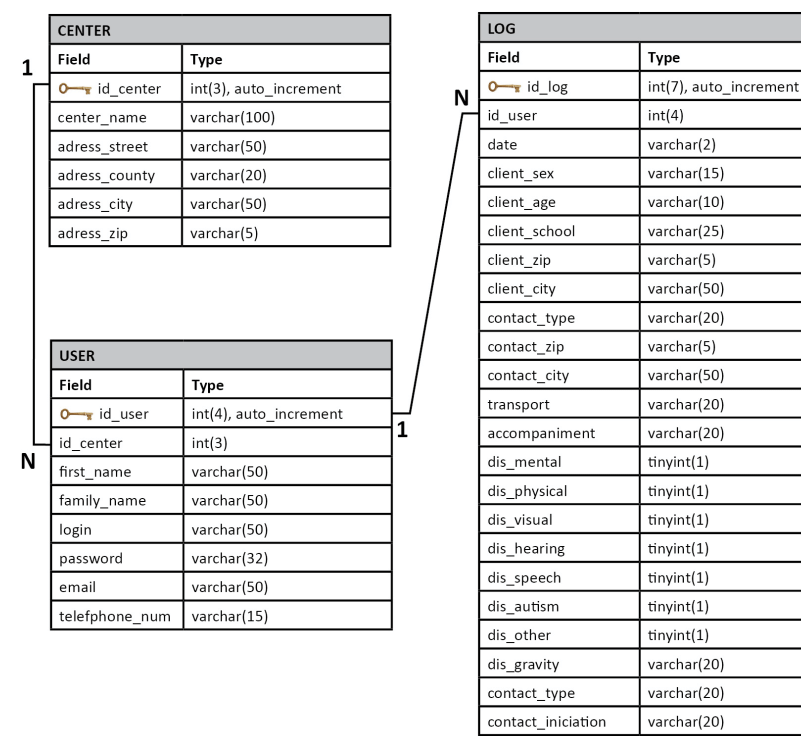 CENTER
Field Type
1
id_center int(3), auto_increment
center_name varchar(100)
adress_street varchar(50)
adress_county varchar(20)
adress_city varchar(50)
adress_zip varchar(5)
USER
Field Type
id_user int(4), auto_increment
1
id_center int(3)
N
first_name varchar(50)
family_name varchar(50)
login varchar(50)
password varchar(32)
email varchar(50)
telefphone_num varchar(15)
LOG
Field Type
id_log int(7), auto_increment
N
id_user int(4)
date varchar(2)
client_sex varchar(15)
client_age varchar(10)
client_school varchar(25)
client_zip varchar(5)
client_city varchar(50)
contact_type varchar(20)
contact_zip varchar(5)
contact_city varchar(50)
transport varchar(20)
accompaniment varchar(20)
dis_mental tinyint(1)
dis_physical tinyint(1)
dis_visual tinyint(1)
dis_hearing tinyint(1)
dis_speech tinyint(1)
dis_autism tinyint(1)
dis_other tinyint(1)
dis_gravity varchar(20)
contact_type varchar(20)
contact_iniciation varchar(20)